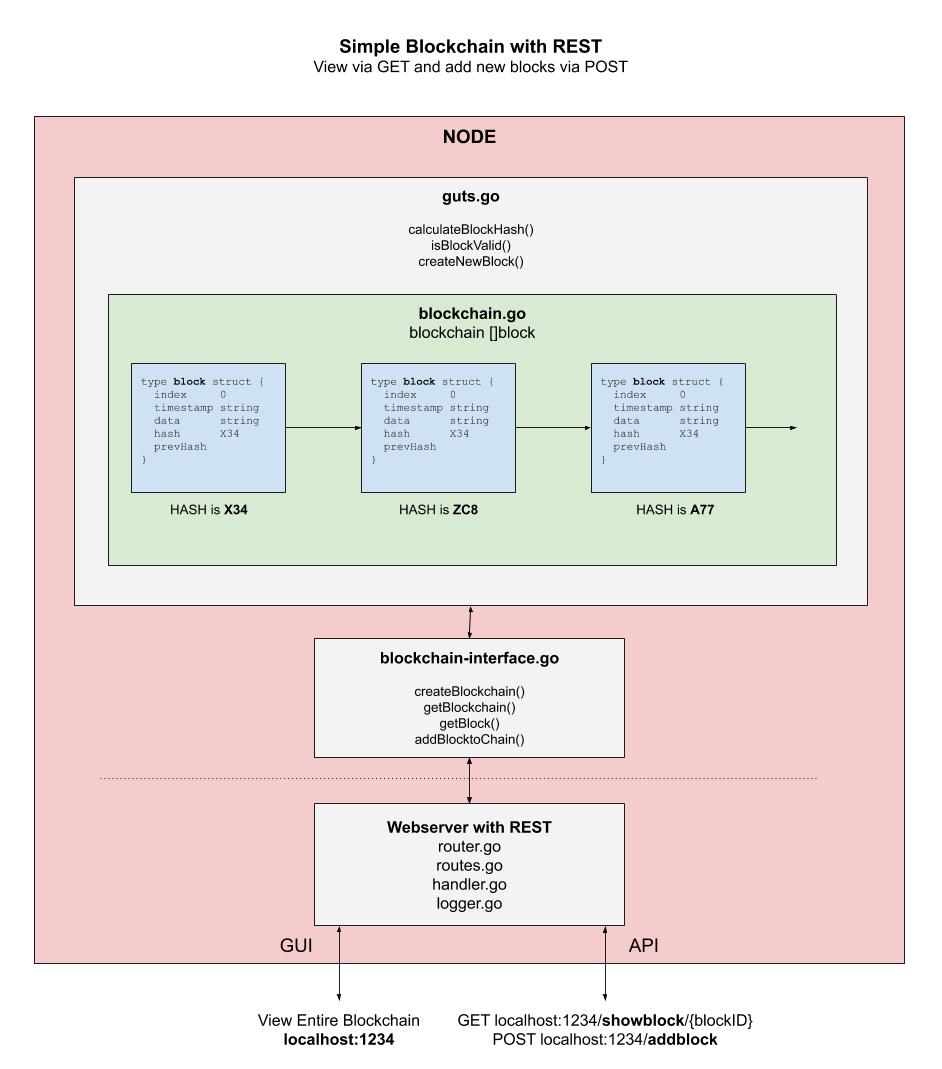 Simple Blockchain with REST
View via GET and add new blocks via POST
NODE
guts.go
calculateBlockHash()
isBlockValid()
createNewBlock()
blockchain.go
blockchain []block
type block struct {
index 0
timestamp string
data string
hash X34
prevHash
}
HASH is X34
type block struct {
index 0
timestamp string
data string
hash X34
prevHash
}
HASH is ZC8
type block struct {
index 0
timestamp string
data string
hash X34
prevHash
}
HASH is A77
blockchain-interface.go
createBlockchain()
getBlockchain()
getBlock()
addBlocktoChain()
Webserver with REST
router.go
routes.go
handler.go
logger.go
GUI
API
View Entire Blockchain
localhost:1234
GET localhost:1234/showblock/{blockID}
POST localhost:1234/addblock